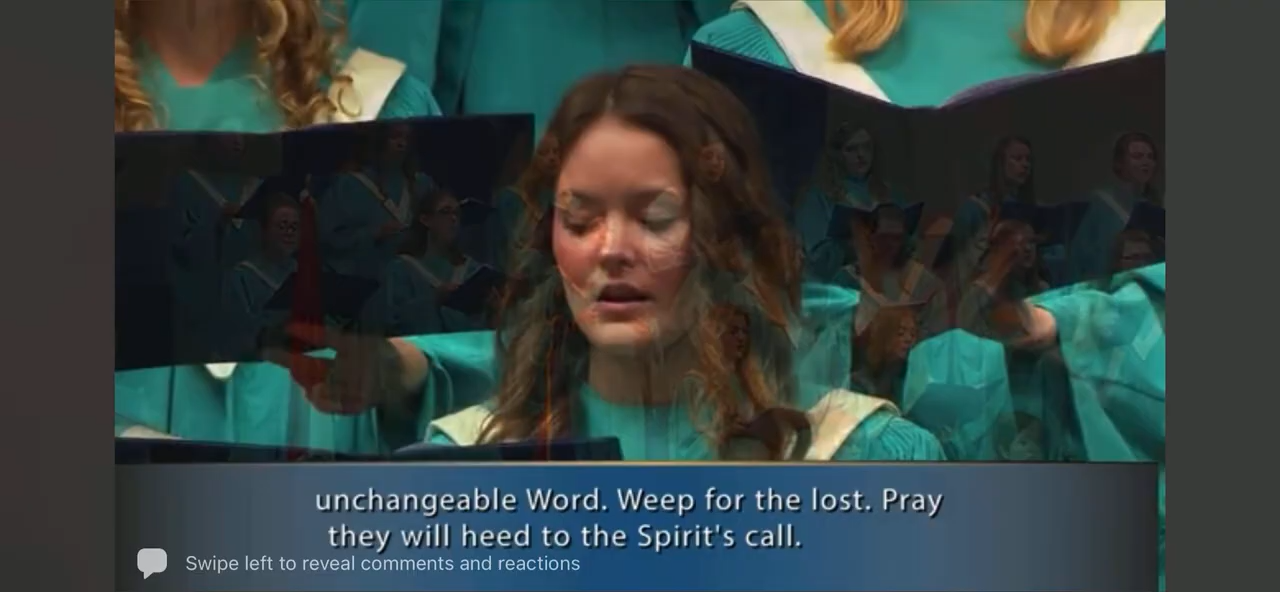 unchangeable Word. Weep for the lost. Pray
they will heed to the Spirit's call.
Swipe left to reveal comments and reactions